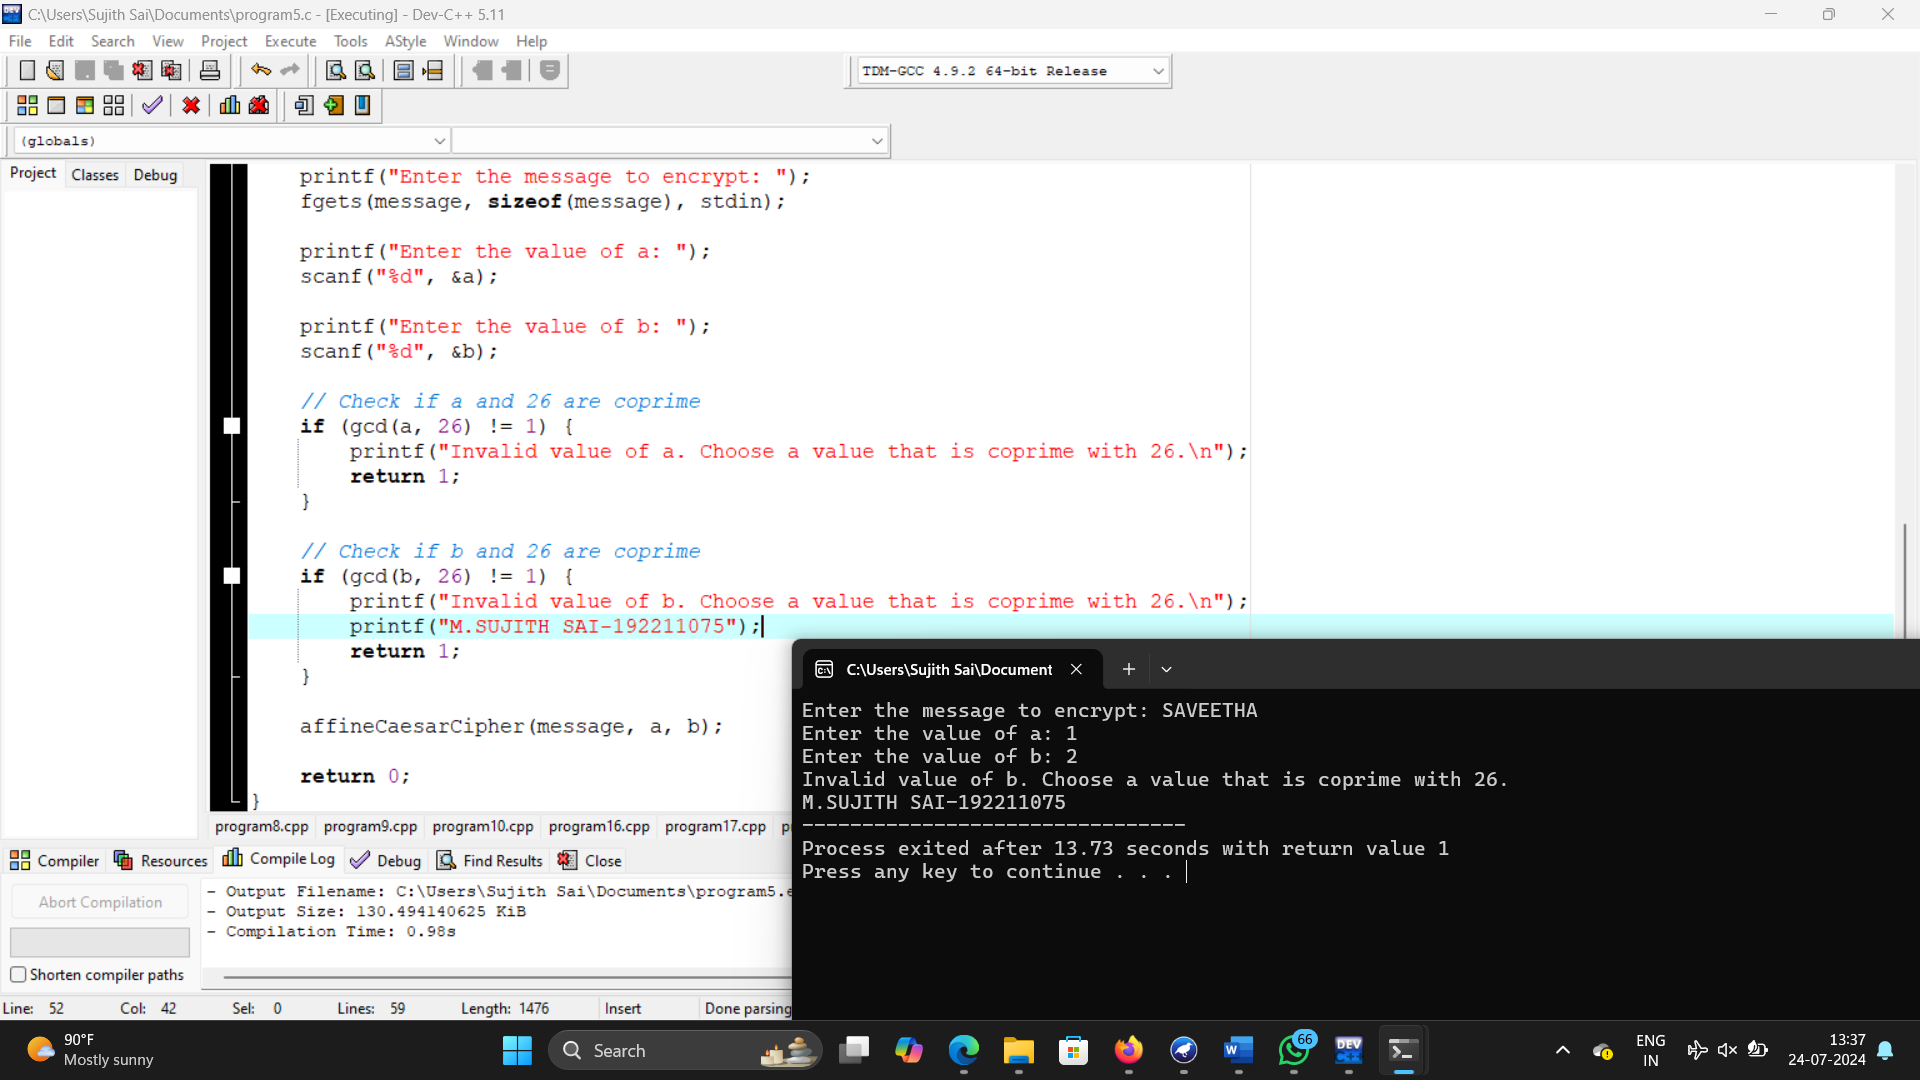 C:\Users\Sujith Sai\Documents\program5.c - [Executing] - Dev-C++ 5.11
File Edit Search View Project Execute Tools AStyle Window Help
TDM-GCC 4.9.2 64-bit Release
(globals)
Project Classes Debug
printf("Enter the message to encrypt: ");
fgets(message, sizeof(message), stdin);
printf("Enter the value of a: ");
scanf("%d", &a);
printf("Enter the value of b: ");
scanf("%d", &b);
// Check if a and 26 are coprime
if (gcd(a, 26) != 1) {
printf("Invalid value of a. Choose a value that is coprime with 26.\n");
return 1;
}
// Check if b and 26 are coprime
if (gcd(b, 26) != 1) {
printf("Invalid value of b. Choose a value that is coprime with 26.\n");
printf("M.SUJITH SAI-192211075");
return 1;
}
affineCaesarCipher(message, a, b);
return 0;
}
program8.cpp program9.cpp program10.cpp program16.cpp program17.cpp
Compiler Resources Compile Log Debug Find Results Close
Abort Compilation
Shorten compiler paths
- Output Filename: C:\Users\Sujith Sai\Documents\program5.e
- Output Size: 130.494140625 KiB
- Compilation Time: 0.98s
Line: 52 Col: 42 Sel: 0 Lines: 59 Length: 1476 Insert Done parsing
C:\Users\Sujith Sai\Document
Enter the message to encrypt: SAVEETHA
Enter the value of a: 1
Enter the value of b: 2
Invalid value of b. Choose a value that is coprime with 26.
M.SUJITH SAI-192211075
--------------------------------
Process exited after 13.73 seconds with return value 1
Press any key to continue . . .
90°F
Mostly sunny
Search
66
DEV
C++
ENG
IN
13:37
24-07-2024